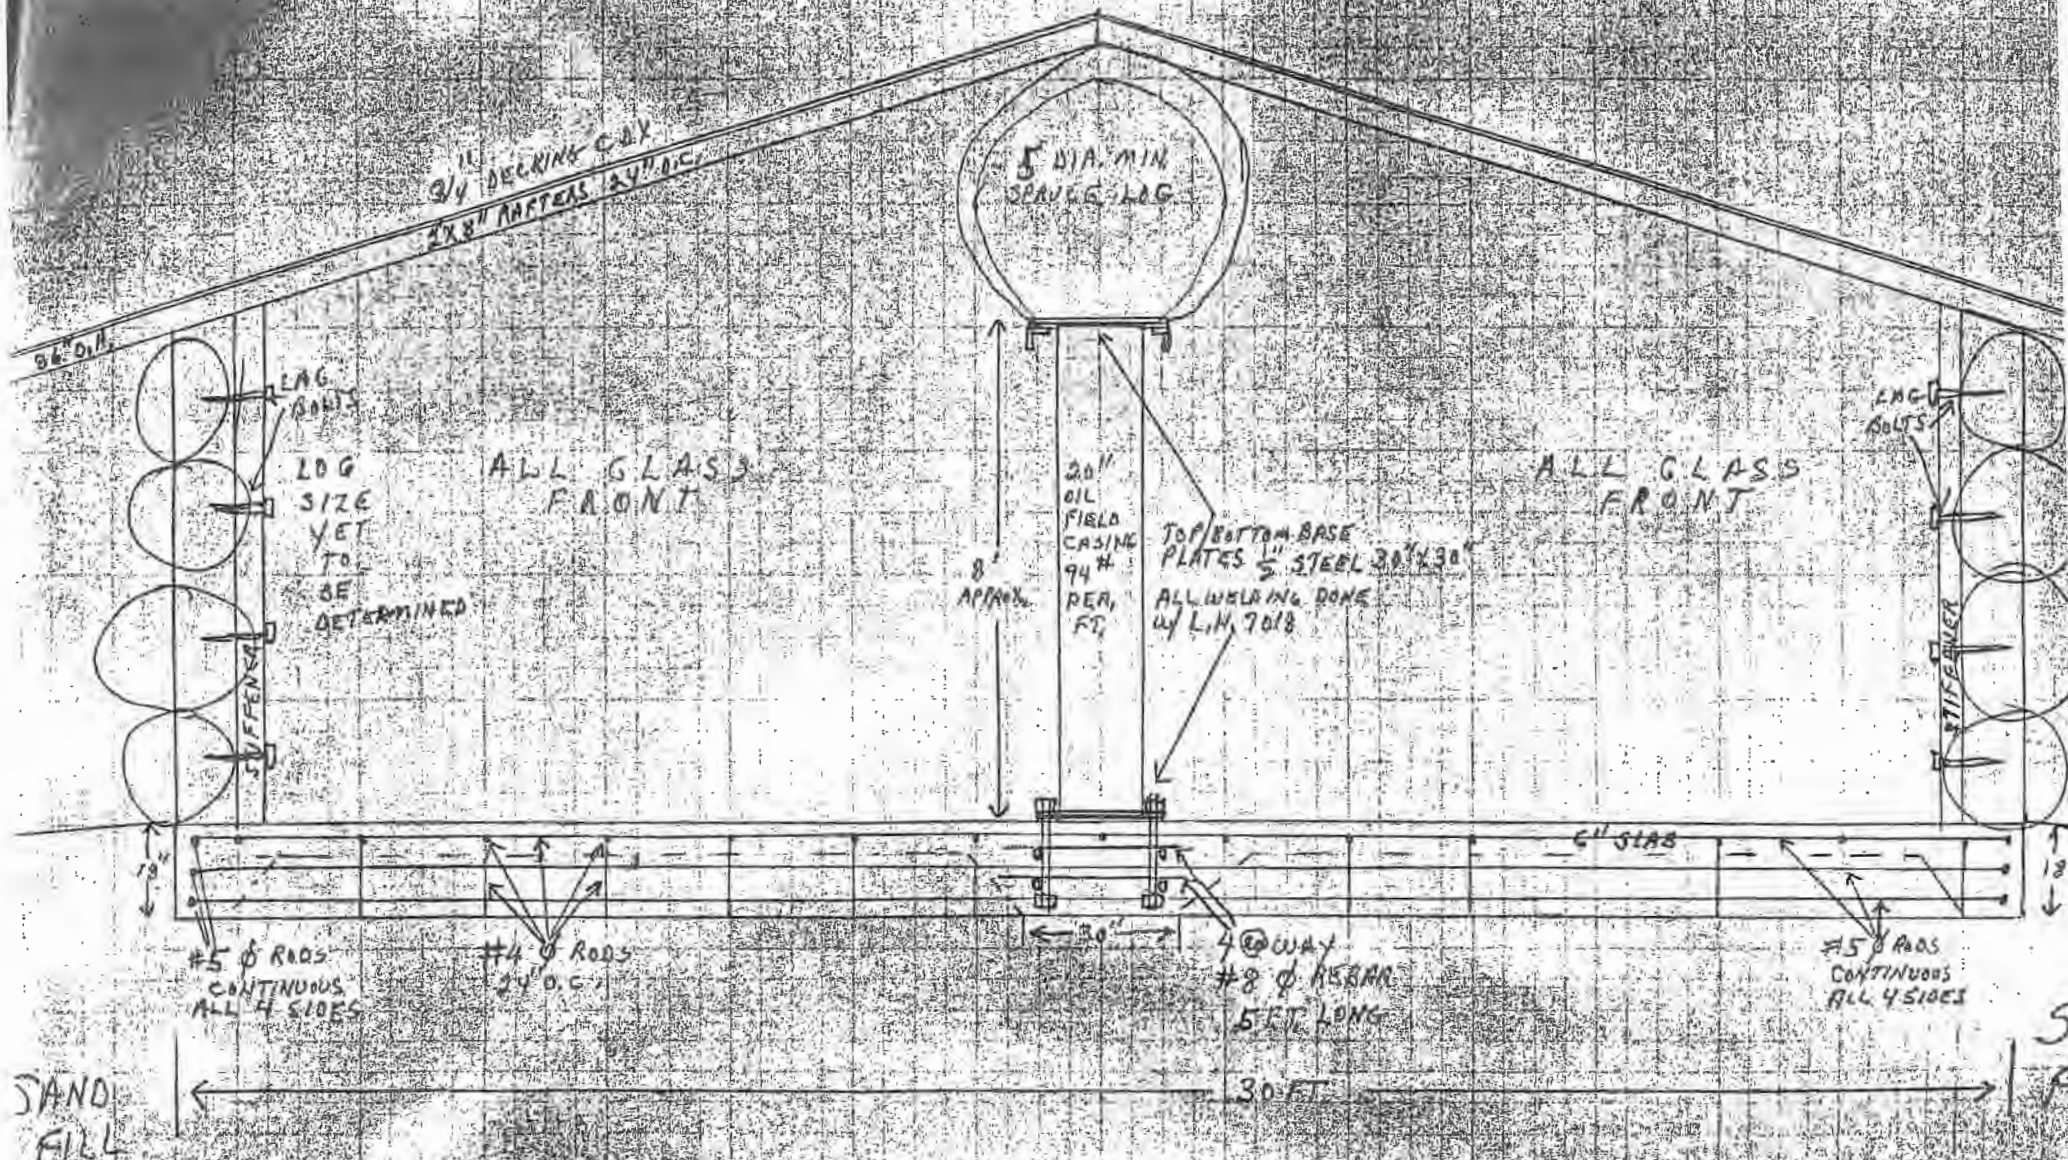 3/4" DECKING CDX
2X8" RAFTERS 24" O.C.
36" O.H.
5' DIA. MIN.
SPRUCE LOG
LAG
BOLTS
LOG
SIZE
YET
TO
BE
DETERMINED
STIFFENER
ALL GLASS
FRONT
8'
APPROX.
20"
OIL
FIELD
CASING
94#
PER,
FT,
TOP/BOTTOM BASE
PLATES 1/2" STEEL 30"X30"
ALL WELDING DONE
W/ L.H. 7018
ALL GLASS
FRONT
LAG
BOLTS
STIFFENER
18"
6" SLAB
18
30"
#5 Ø RODS
CONTINUOUS
ALL 4 SIDES
#4 Ø RODS
24" O.C.
4 @ WAY
#8 Ø REBAR
5 FT. LONG
#5 Ø RODS
CONTINUOUS
ALL 4 SIDES
30 FT.
SAND
FILL
S
F